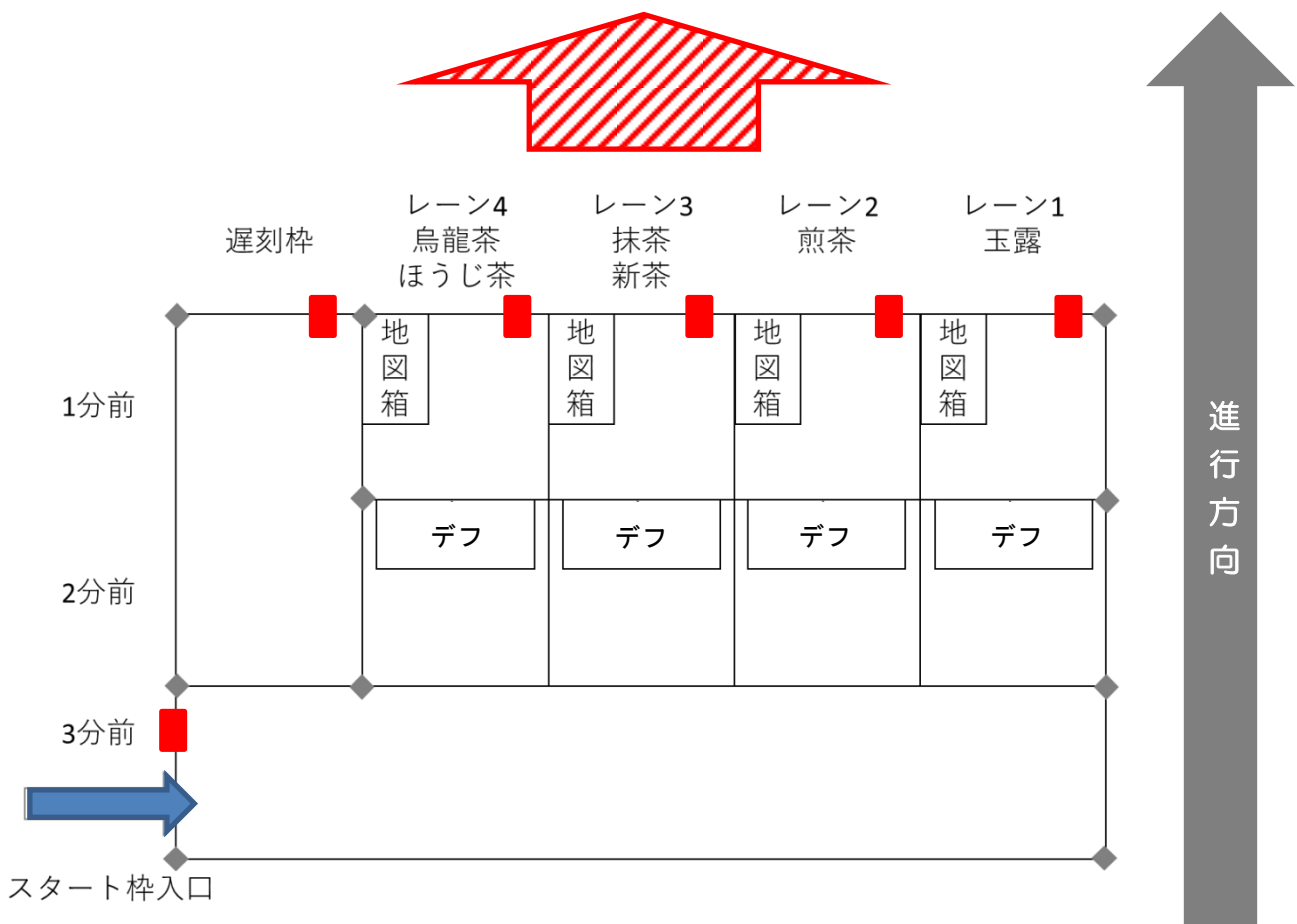 レーン4
烏龍茶
ほうじ茶
レーン3
抹茶
新茶
レーン2
煎茶
レーン1
玉露
遅刻枠
地図箱
地図箱
地図箱
地図箱
1分前
デフ
デフ
デフ
デフ
2分前
3分前
スタート枠入口
進行方向